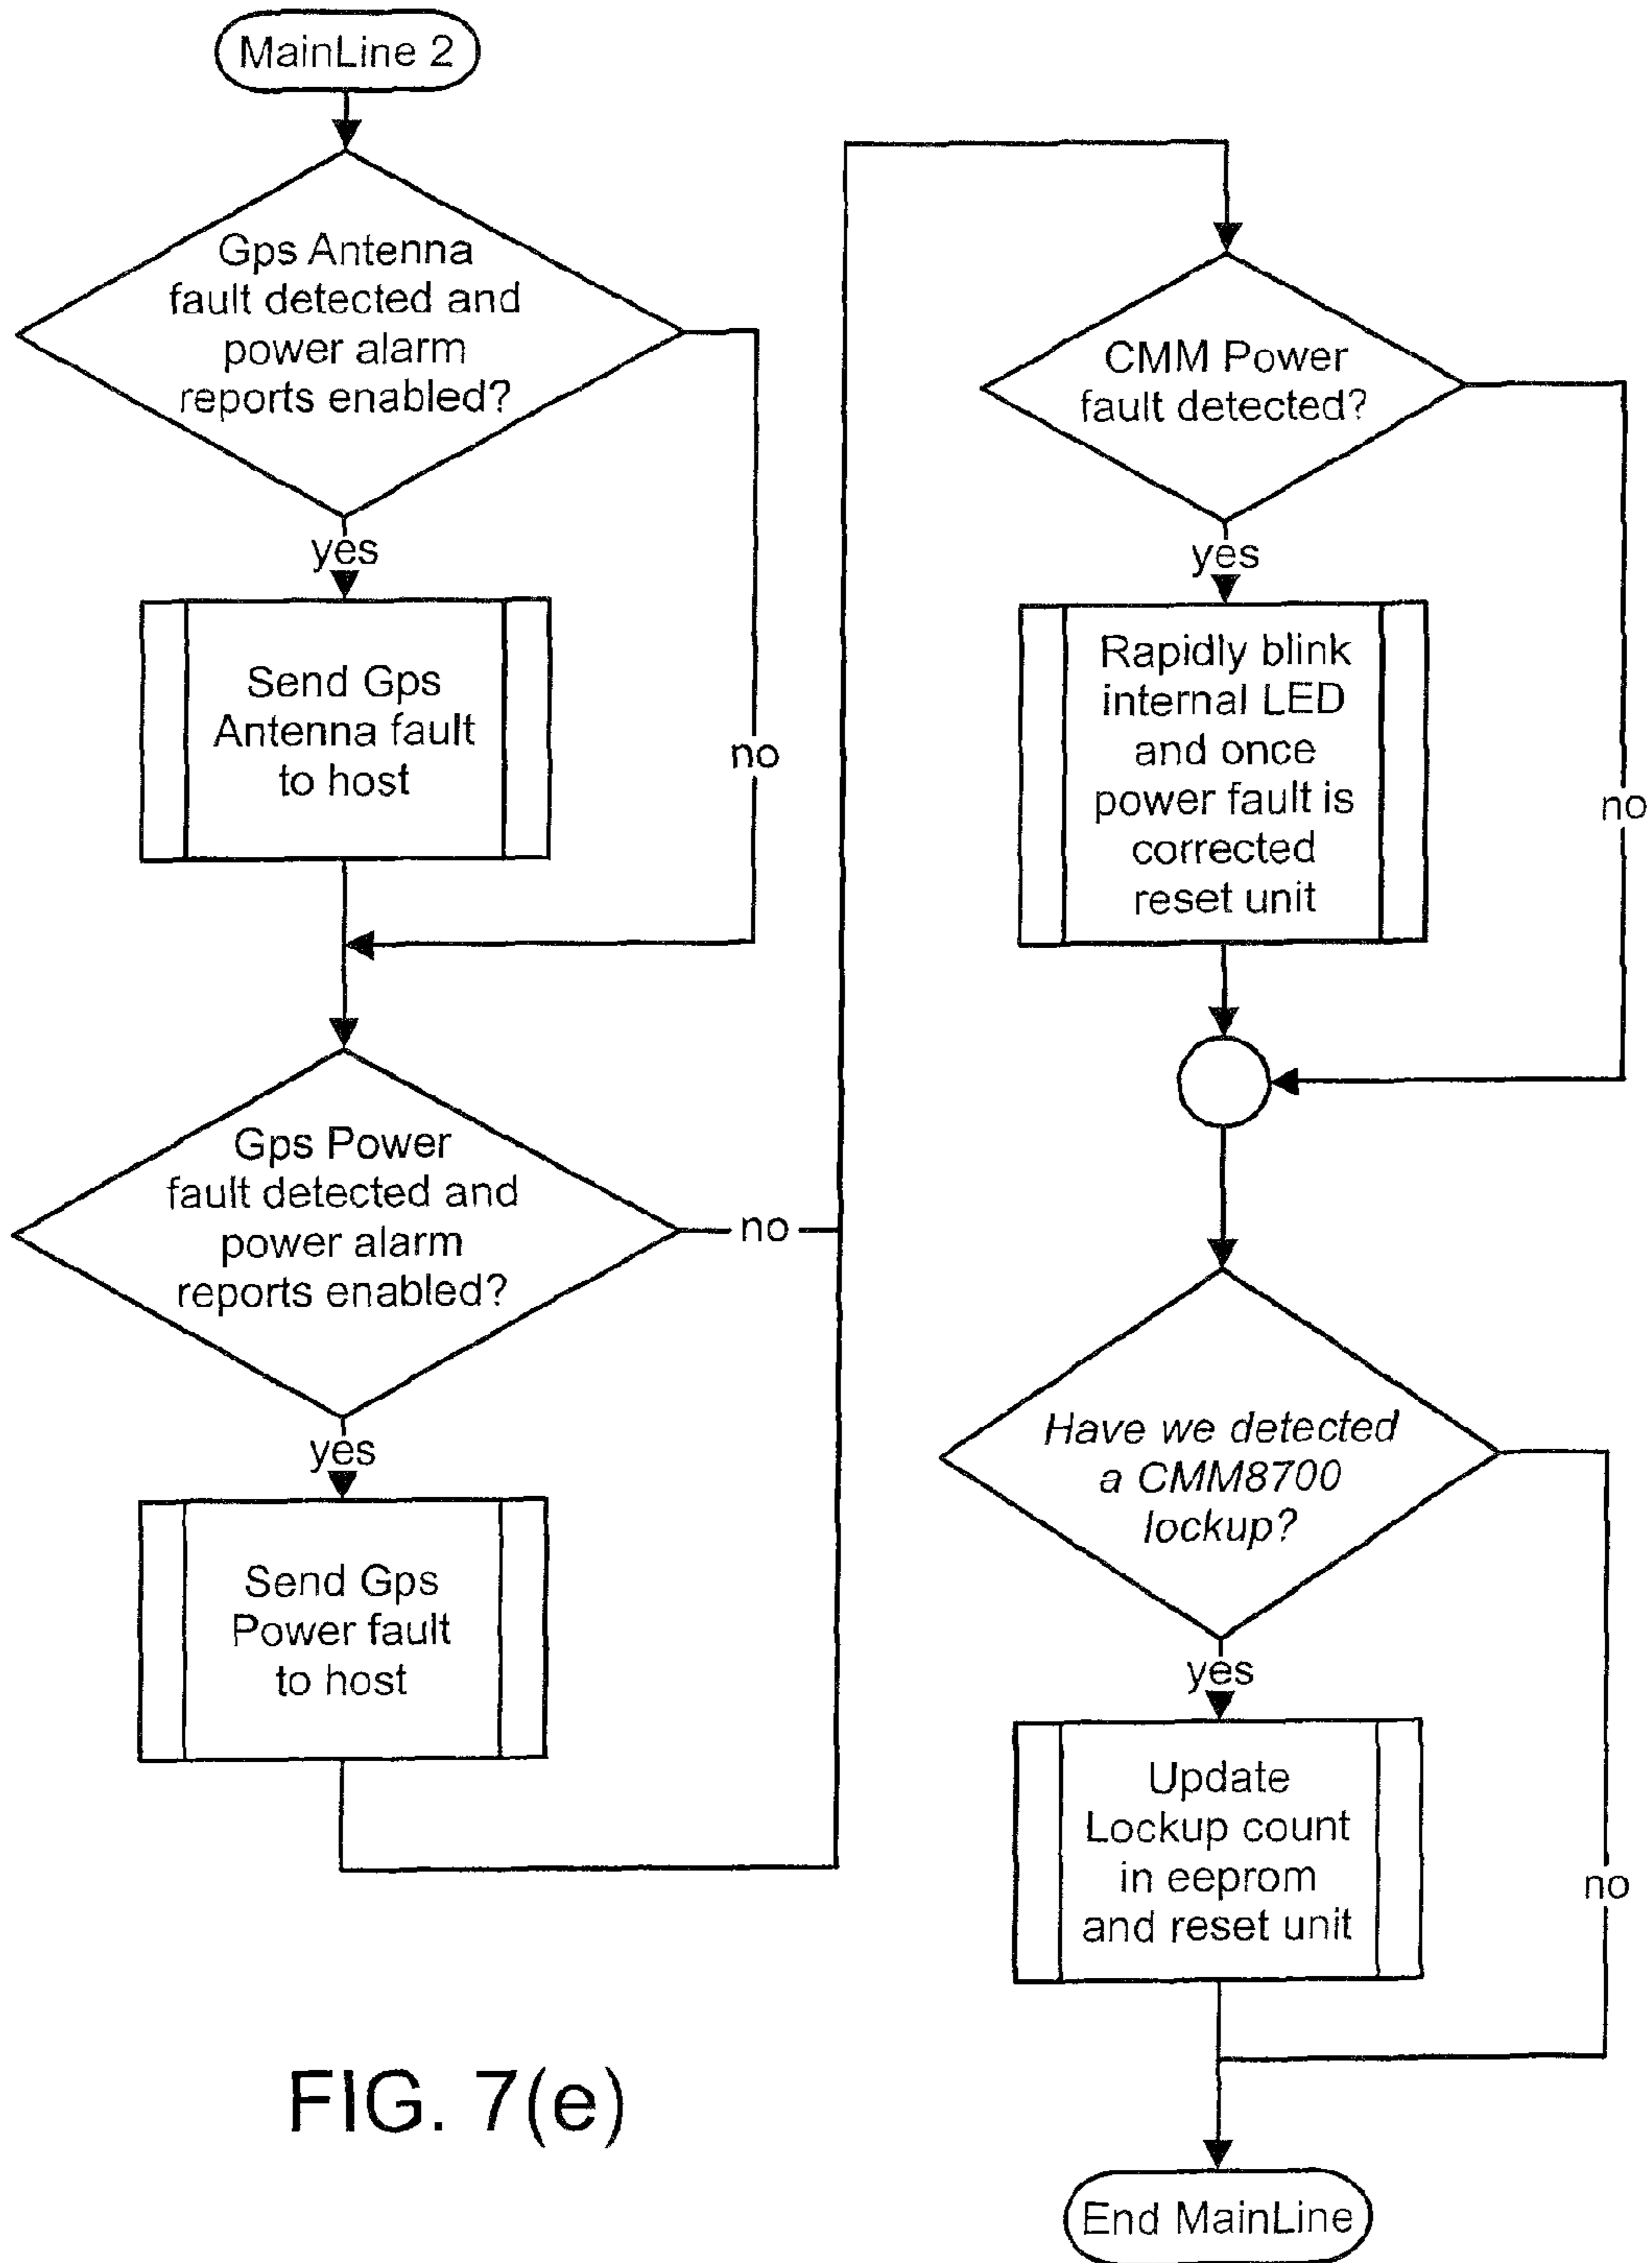 MainLine 2
Gps Antenna
fault detected and
power alarm
reports enabled?
yes
no
Send Gps
Antenna fault
to host
Gps Power
fault detected and
power alarm
reports enabled?
no
yes
Send Gps
Power fault
to host
CMM Power
fault detected?
yes
no
Rapidly blink
internal LED
and once
power fault is
corrected
reset unit
Have we detected
a CMM8700
lockup?
yes
no
Update
Lockup count
in eeprom
and reset unit
End MainLine
FIG. 7(e)